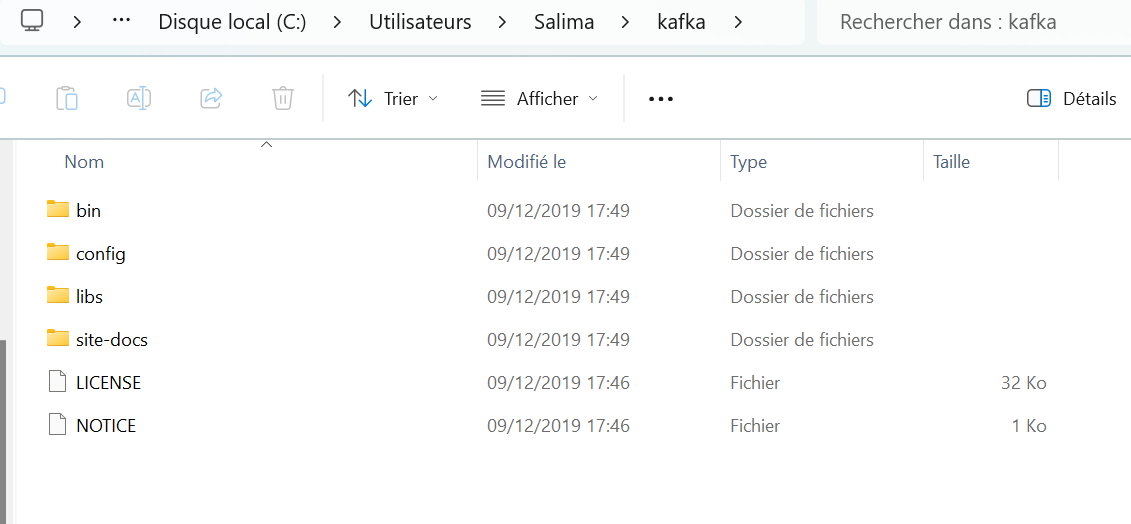 > ... Disque local (C:) > Utilisateurs > Salima > kafka > Rechercher dans : kafka
Trier Afficher ... Détails
Nom Modifié le Type Taille
bin 09/12/2019 17:49 Dossier de fichiers
config 09/12/2019 17:49 Dossier de fichiers
libs 09/12/2019 17:49 Dossier de fichiers
site-docs 09/12/2019 17:49 Dossier de fichiers
LICENSE 09/12/2019 17:46 Fichier 32 Ko
NOTICE 09/12/2019 17:46 Fichier 1 Ko